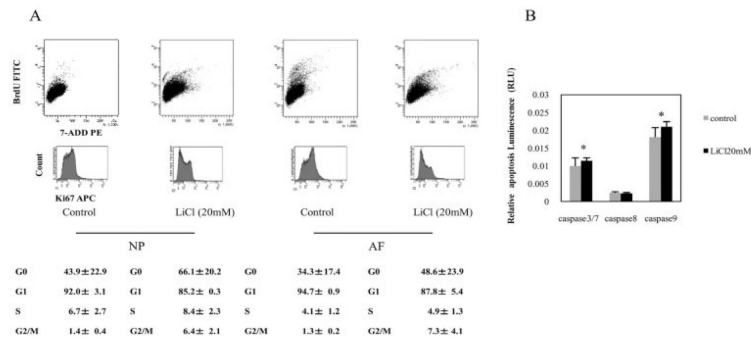 A
B
BrdU FITC
7-ADD PE
Count
Ki67 APC
Control
LiCl (20mM)
Control
LiCl (20mM)
NP
AF
G0 43.9±22.9 G0 66.1±20.2 G0 34.3±17.4 G0 48.6±23.9
G1 92.0± 3.1 G1 85.2± 0.3 G1 94.7± 0.9 G1 87.8± 5.4
S 6.7± 2.7 S 8.4± 2.3 S 4.1± 1.2 S 4.9± 1.3
G2/M 1.4± 0.4 G2/M 6.4± 2.1 G2/M 1.3± 0.2 G2/M 7.3± 4.1
Relative apoptosis Luminescence (RLU)
0.03
0.025
0.02
0.015
0.01
0.005
0
*
*
caspase3/7 caspase8 caspase9
control
LiCl20mM